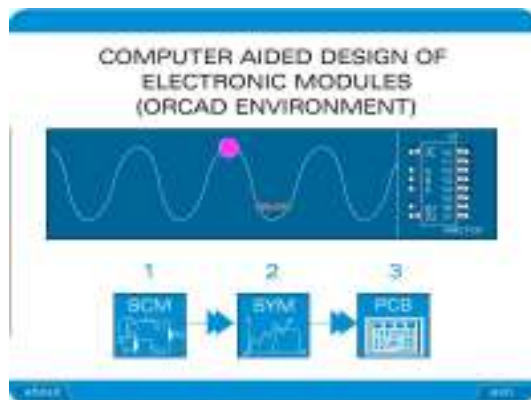 COMPUTER AIDED DESIGN OF
ELECTRONIC MODULES
(ORCAD ENVIRONMENT)
1 2 3
SCM SYM PCB